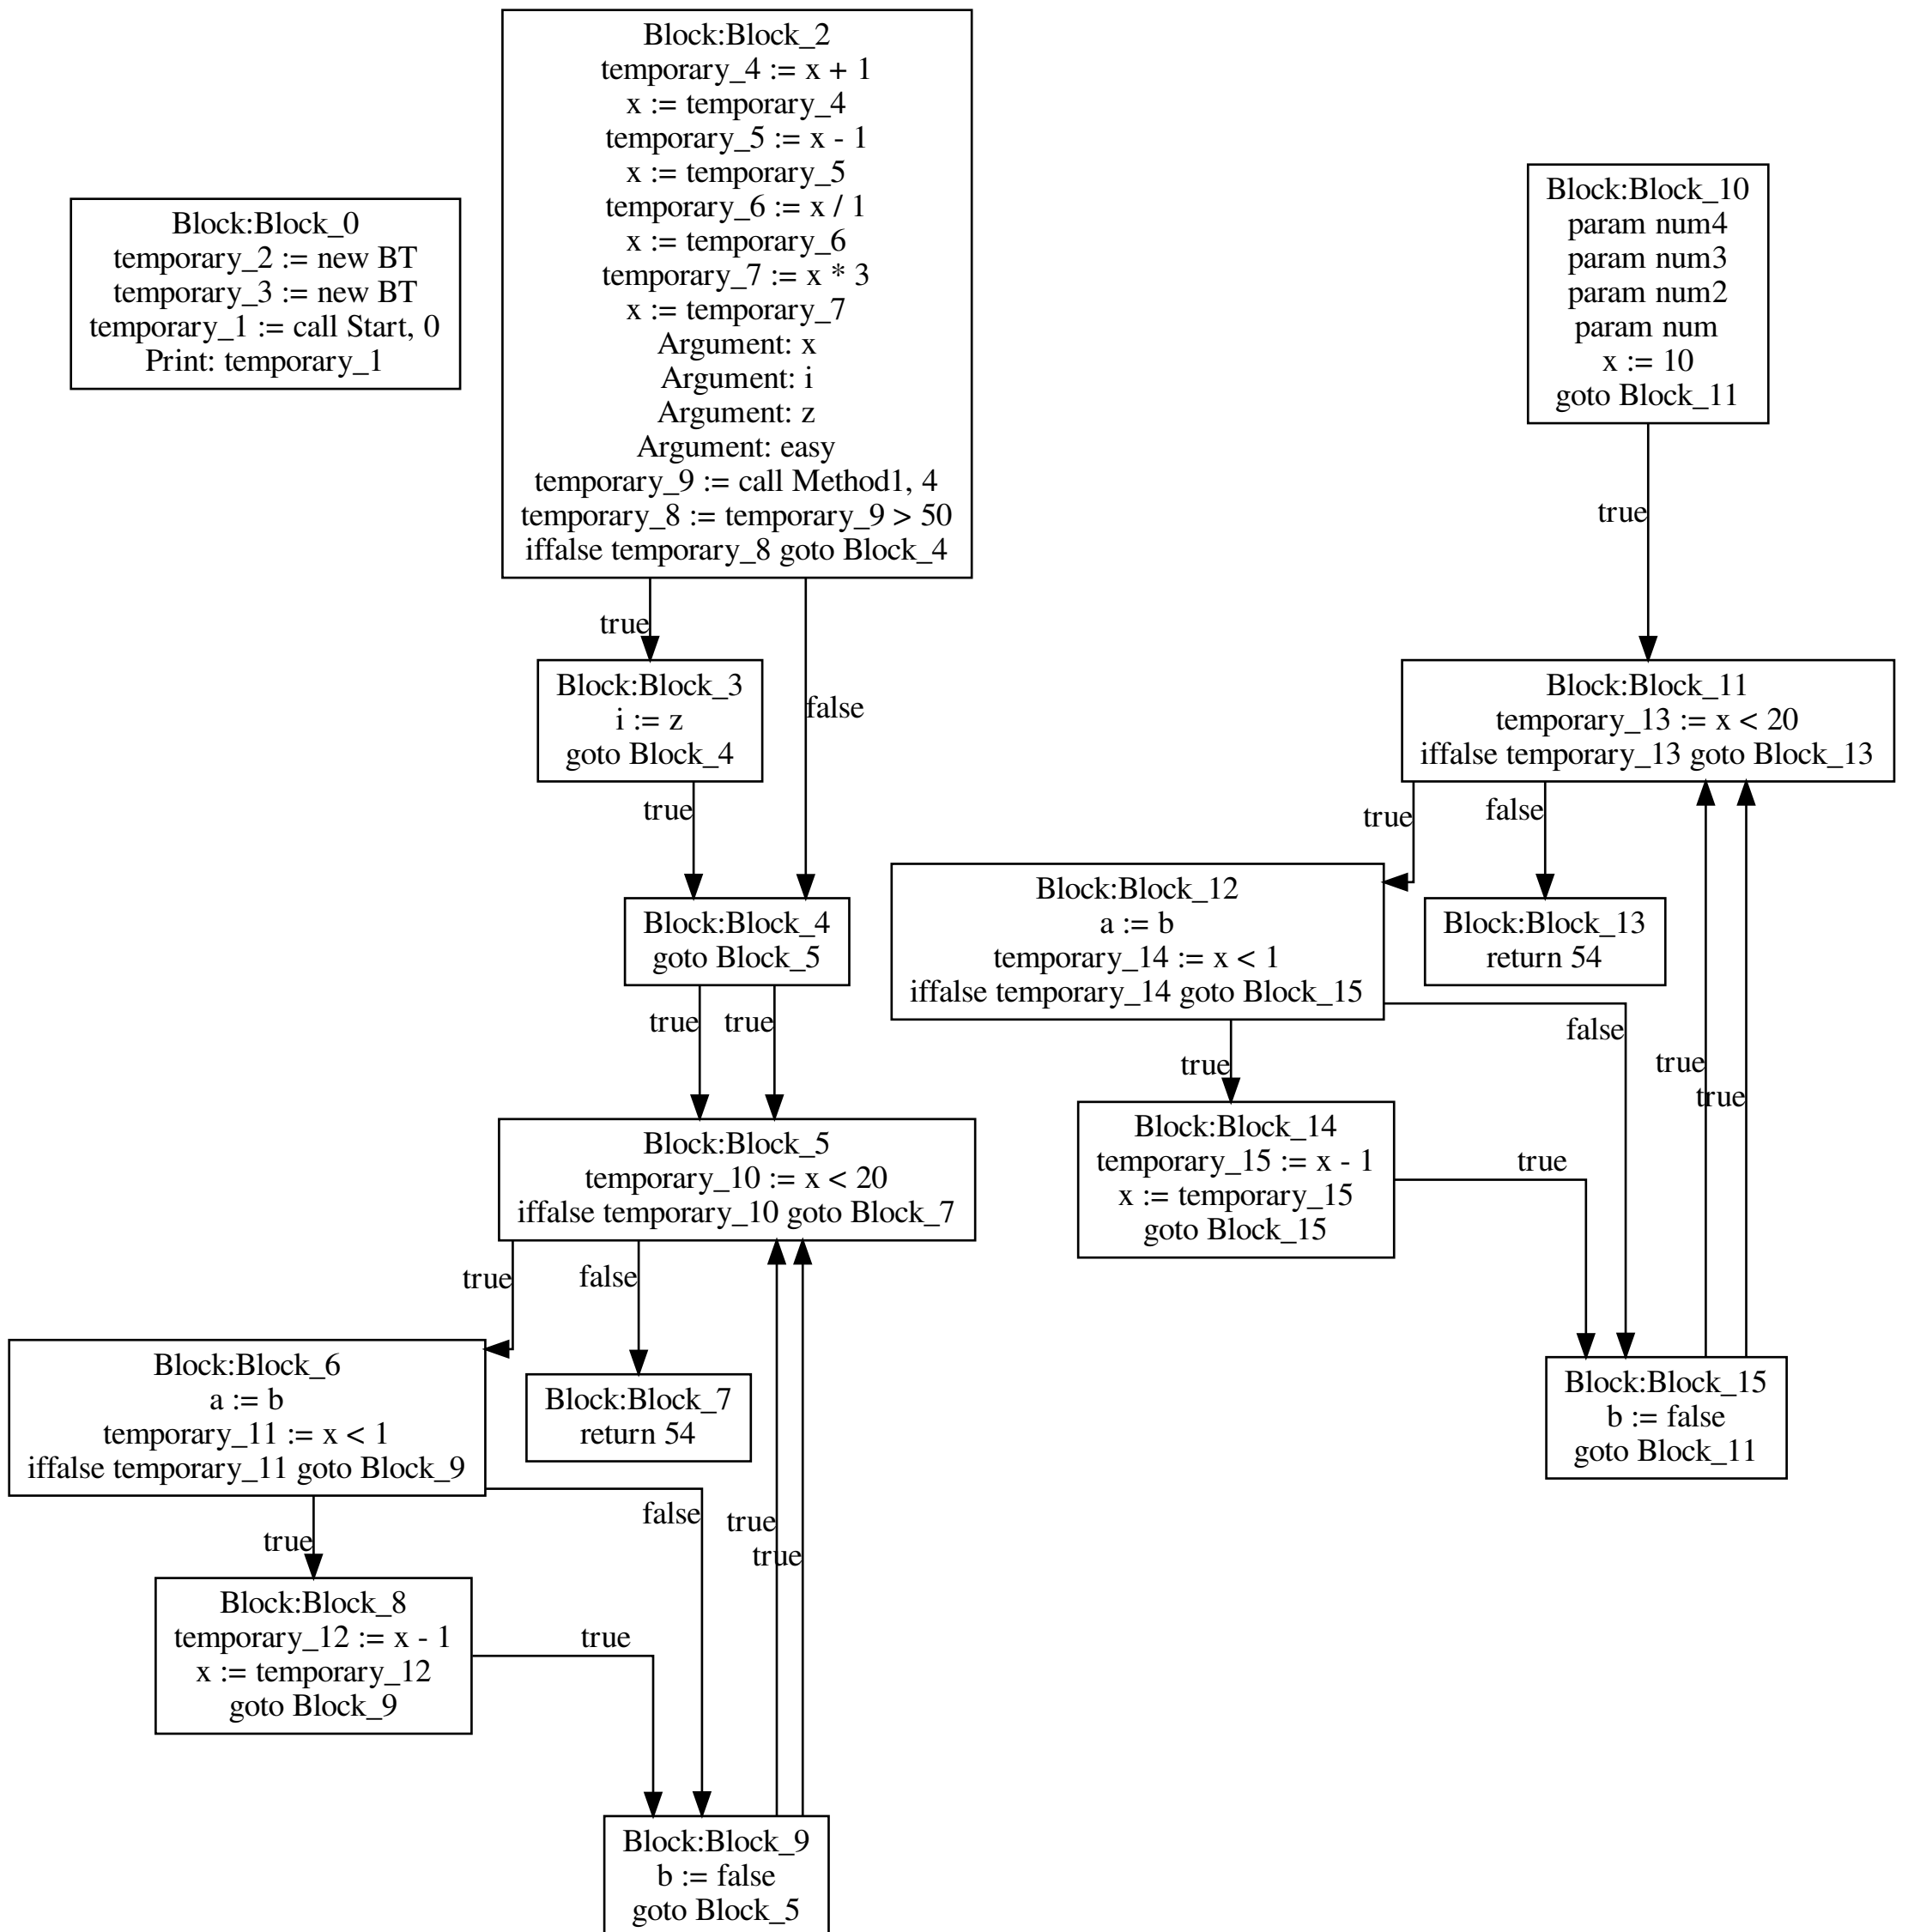 Block:Block_2
temporary_4 := x + 1
x := temporary_4
temporary_5 := x - 1
x := temporary_5
temporary_6 := x / 1
x := temporary_6
temporary_7 := x * 3
x := temporary_7
Argument: x
Argument: i
Argument: z
Argument: easy
temporary_9 := call Method1, 4
temporary_8 := temporary_9 > 50
iffalse temporary_8 goto Block_4
Block:Block_0
temporary_2 := new BT
temporary_3 := new BT
temporary_1 := call Start, 0
Print: temporary_1
Block:Block_10
param num4
param num3
param num2
param num
x := 10
goto Block_11
true
true
false
Block:Block_3
i := z
goto Block_4
true
Block:Block_11
temporary_13 := x < 20
iffalse temporary_13 goto Block_13
true
false
Block:Block_4
goto Block_5
true
true
Block:Block_12
a := b
temporary_14 := x < 1
iffalse temporary_14 goto Block_15
Block:Block_13
return 54
true
false
true
true
Block:Block_14
temporary_15 := x - 1
x := temporary_15
goto Block_15
true
Block:Block_5
temporary_10 := x < 20
iffalse temporary_10 goto Block_7
true
false
Block:Block_6
a := b
temporary_11 := x < 1
iffalse temporary_11 goto Block_9
Block:Block_7
return 54
Block:Block_15
b := false
goto Block_11
true
false
true
true
Block:Block_8
temporary_12 := x - 1
x := temporary_12
goto Block_9
true
Block:Block_9
b := false
goto Block_5